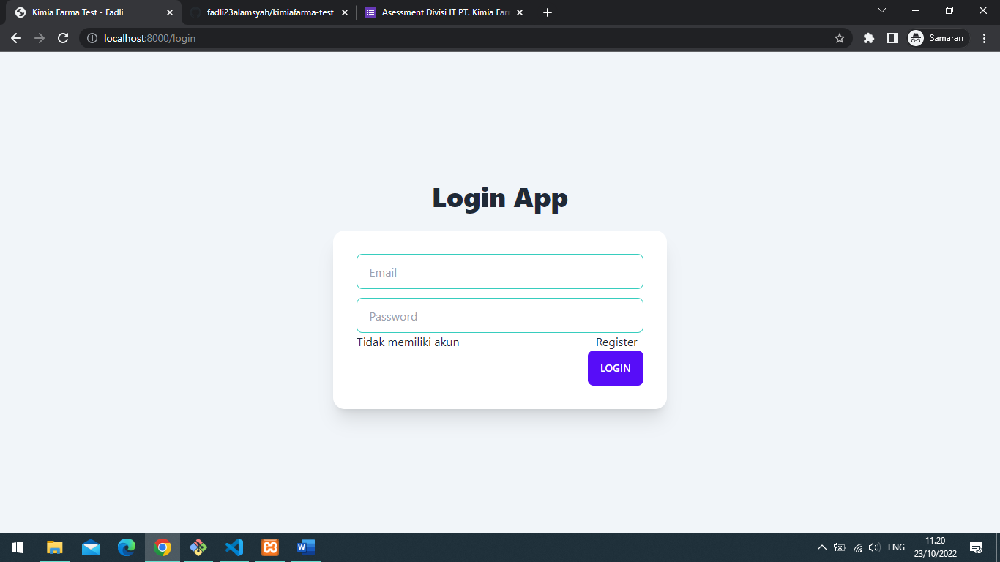 Kimia Farma Test - Fadli
fadli23alamsyah/kimiafarma-test
Asessment Divisi IT PT. Kimia Far
localhost:8000/login
Samaran
Login App
Email
Password
Tidak memiliki akun Register
LOGIN
ENG
11.20
23/10/2022